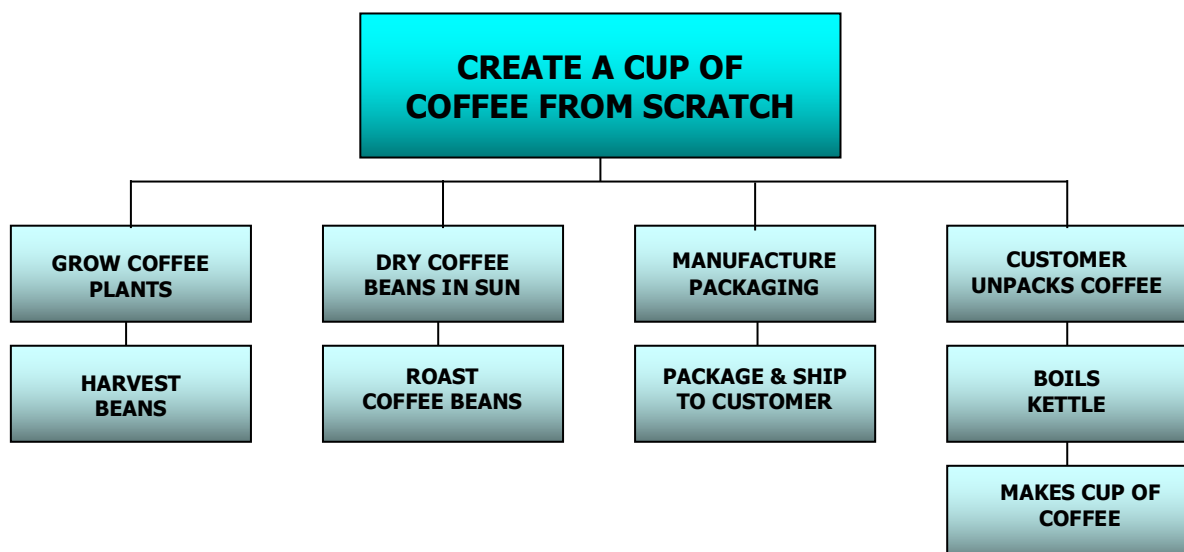 CREATE A CUP OF
COFFEE FROM SCRATCH
GROW COFFEE
PLANTS
DRY COFFEE
BEANS IN SUN
MANUFACTURE
PACKAGING
CUSTOMER
UNPACKS COFFEE
HARVEST
BEANS
ROAST
COFFEE BEANS
PACKAGE & SHIP
TO CUSTOMER
BOILS
KETTLE
MAKES CUP OF
COFFEE